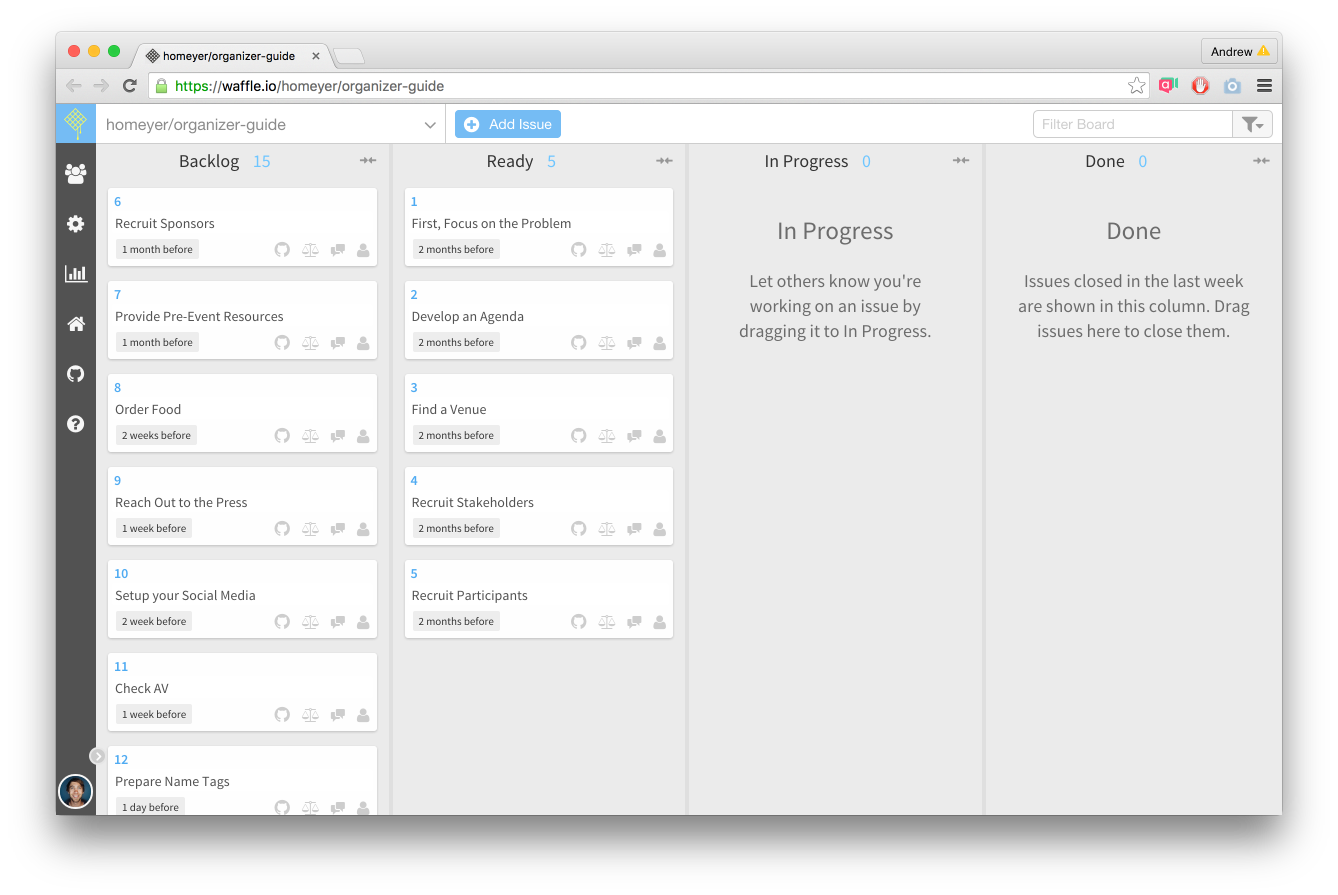 homeyer/organizer-guide
Andrew
https://waffle.io/homeyer/organizer-guide
homeyer/organizer-guide
Add Issue
Filter Board
Backlog 15
6
Recruit Sponsors
1 month before
7
Provide Pre-Event Resources
1 month before
8
Order Food
2 weeks before
9
Reach Out to the Press
1 week before
10
Setup your Social Media
2 week before
11
Check AV
1 week before
12
Prepare Name Tags
1 day before
Ready 5
1
First, Focus on the Problem
2 months before
2
Develop an Agenda
2 months before
3
Find a Venue
2 months before
4
Recruit Stakeholders
2 months before
5
Recruit Participants
2 months before
In Progress 0
In Progress
Let others know you're
working on an issue by
dragging it to In Progress.
Done 0
Done
Issues closed in the last week
are shown in this column. Drag
issues here to close them.